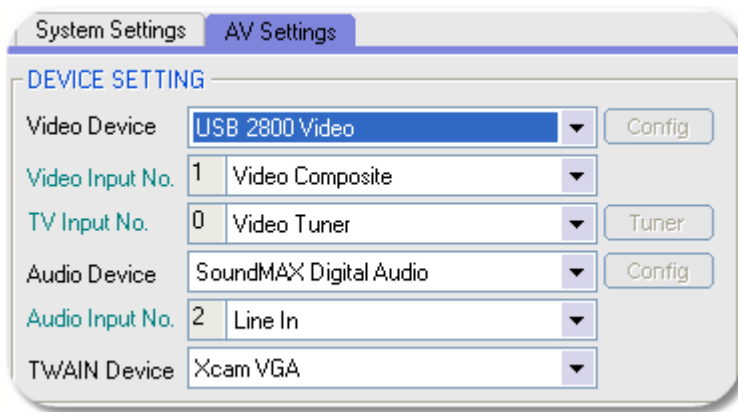 System Settings AV Settings
DEVICE SETTING
Video Device USB 2800 Video Config
Video Input No. 1 Video Composite
TV Input No. 0 Video Tuner Tuner
Audio Device SoundMAX Digital Audio Config
Audio Input No. 2 Line In
TWAIN Device Xcam VGA